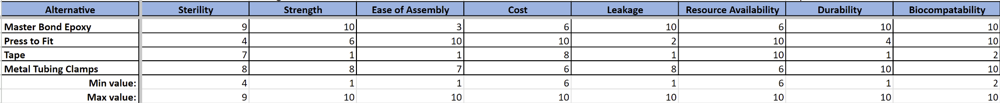 Alternative Sterility Strength Ease of Assembly Cost Leakage Resource Availability Durability Biocompatability
Master Bond Epoxy 9 10 3 6 10 6 10 10
Press to Fit 4 6 10 10 2 10 4 10
Tape 7 1 1 8 1 10 1 2
Metal Tubing Clamps 8 8 7 6 8 6 10 10
Min value: 4 1 1 6 1 6 1 2
Max value: 9 10 10 10 10 10 10 10